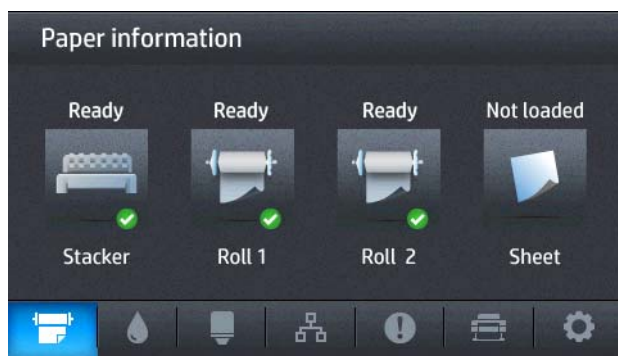 Paper information
Ready Ready Ready Not loaded
Stacker Roll 1 Roll 2 Sheet